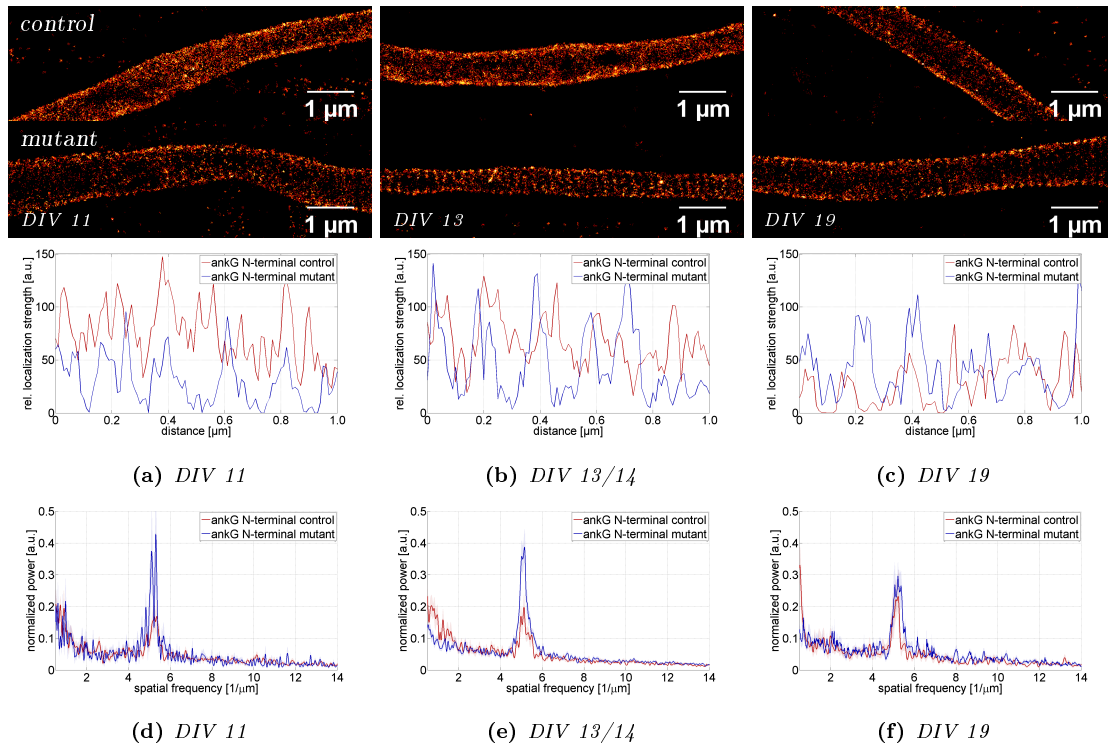 control
1 µm
1 µm
1 µm
mutant
DIV 11
1 µm
DIV 13
1 µm
DIV 19
1 µm
rel. localization strength [a.u.]
150
100
50
0
0
0.2
0.4
0.6
0.8
1.0
distance [µm]
ankG N-terminal control
ankG N-terminal mutant
rel. localization strength [a.u.]
150
100
50
0
0
0.2
0.4
0.6
0.8
1.0
distance [µm]
ankG N-terminal control
ankG N-terminal mutant
rel. localization strength [a.u.]
150
100
50
0
0
0.2
0.4
0.6
0.8
1.0
distance [µm]
ankG N-terminal control
ankG N-terminal mutant
(a) DIV 11
(b) DIV 13/14
(c) DIV 19
normalized power [a.u.]
0.5
0.4
0.3
0.2
0.1
0
2
4
6
8
10
12
14
spatial frequency [1/µm]
ankG N-terminal control
ankG N-terminal mutant
normalized power [a.u.]
0.5
0.4
0.3
0.2
0.1
0
2
4
6
8
10
12
14
spatial frequency [1/µm]
ankG N-terminal control
ankG N-terminal mutant
normalized power [a.u.]
0.5
0.4
0.3
0.2
0.1
0
2
4
6
8
10
12
14
spatial frequency [1/µm]
ankG N-terminal control
ankG N-terminal mutant
(d) DIV 11
(e) DIV 13/14
(f) DIV 19